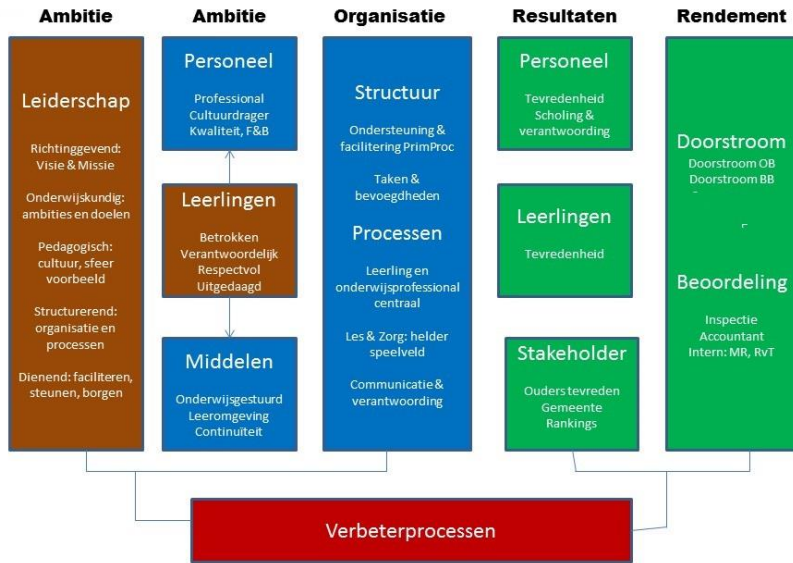 Ambitie
Ambitie
Organisatie
Resultaten
Rendement
Leiderschap
Richtinggevend:
Visie & Missie
Onderwijskundig:
ambities en doelen
Pedagogisch:
cultuur, sfeer
voorbeeld
Structurerend:
organisatie en
processen
Dienend: faciliteren,
steunen, borgen
Personeel
Professional
Cultuurdrager
Kwaliteit, F&B
Leerlingen
Betrokken
Verantwoordelijk
Respectvol
Uitgedaagd
Middelen
Onderwijsgestuurd
Leeromgeving
Continuïteit
Structuur
Ondersteuning &
facilitering PrimProc
Taken &
bevoegdheden
Processen
Leerling en
onderwijsprofessional
centraal
Les & Zorg: helder
speelveld
Communicatie &
verantwoording
Personeel
Tevredenheid
Scholing &
verantwoording
Leerlingen
Tevredenheid
Stakeholder
Ouders tevreden
Gemeente
Rankings
Doorstroom
Doorstroom OB
Doorstroom BB
Beoordeling
Inspectie
Accountant
Intern: MR, RvT
Verbeterprocessen